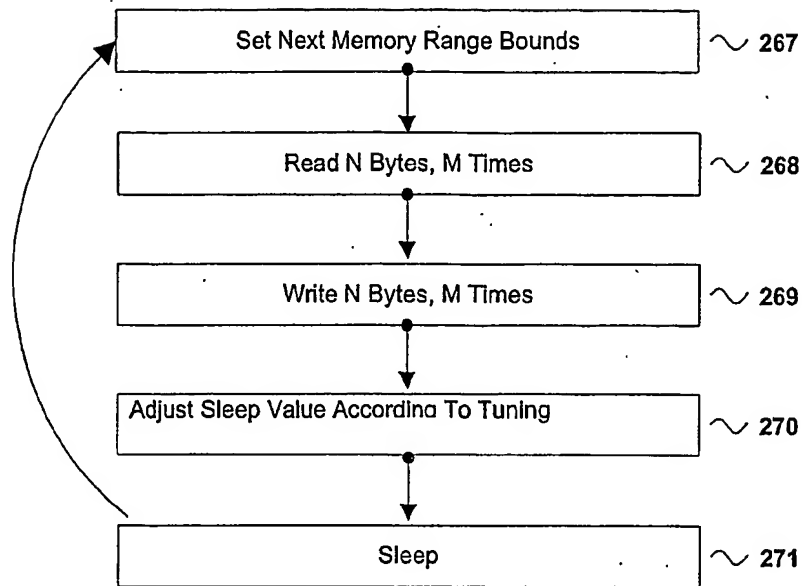 Set Next Memory Range Bounds 267
Read N Bytes, M Times 268
Write N Bytes, M Times 269
Adjust Sleep Value According To Tuning 270
Sleep 271